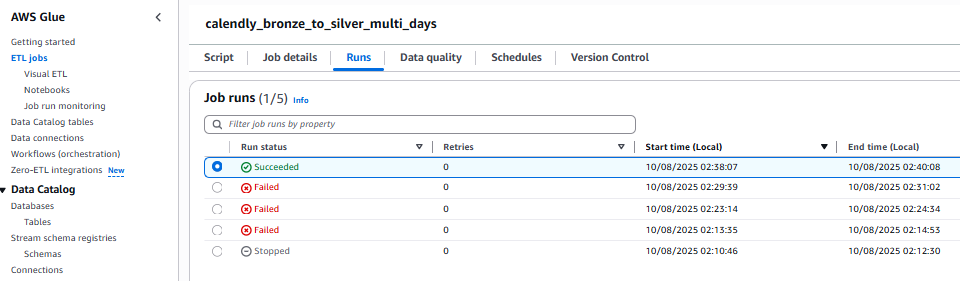 AWS Glue
Getting started
ETL jobs
Visual ETL
Notebooks
Job run monitoring
Data Catalog tables
Data connections
Workflows (orchestration)
Zero-ETL integrations New
Data Catalog
Databases
Tables
Stream schema registries
Schemas
Connections
calendly_bronze_to_silver_multi_days
Script Job details Runs Data quality Schedules Version Control
Job runs (1/5) Info
Filter job runs by property
Run status Retries Start time (Local) End time (Local)
Succeeded 0 10/08/2025 02:38:07 10/08/2025 02:40:08
Failed 0 10/08/2025 02:29:39 10/08/2025 02:31:02
Failed 0 10/08/2025 02:23:14 10/08/2025 02:24:34
Failed 0 10/08/2025 02:13:35 10/08/2025 02:14:53
Stopped 0 10/08/2025 02:10:46 10/08/2025 02:12:30